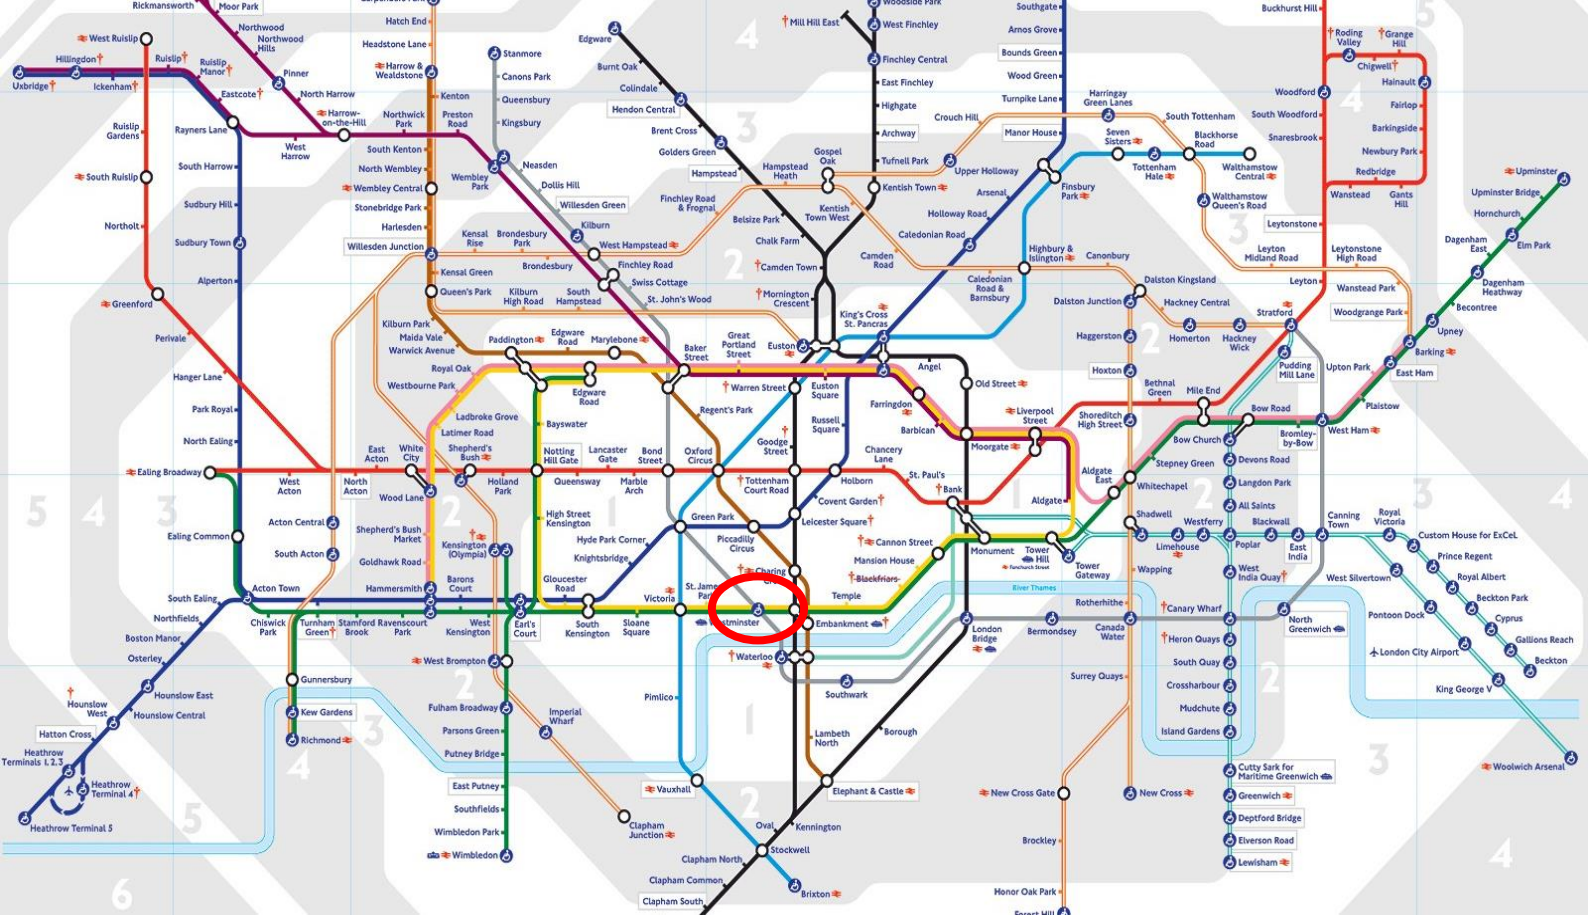 Rickmansworth
Moor Park
Hatch End
Woodside Park
Southgate
Buckhurst Hill
5
Northwood
Edgware
4
Mill Hill East
West Finchley
Arnos Grove
Roding
Valley
Grange
Hill
West Ruislip
Northwood
Hills
Headstone Lane
Stanmore
Bounds Green
Hillingdon
Ruislip
Ruislip
Manor
Harrow &
Wealdstone
Burnt Oak
Finchley Central
Chigwell
Uxbridge
Ickenham
Pinner
Canons Park
Colindale
East Finchley
Wood Green
Hainault
Eastcote
North Harrow
Kenton
Queensbury
Hendon Central
Highgate
Turnpike Lane
Harringay
Green Lanes
Woodford
4
Fairlop
Harrow-
on-the-Hill
Northwick
Park
Preston
Road
Kingsbury
Brent Cross
3
Crouch Hill
South Tottenham
South Woodford
Barkingside
Ruislip
Gardens
Rayners Lane
Archway
Manor House
Seven
Sisters
Blackhorse
Road
Snaresbrook
Newbury Park
West
Harrow
South Kenton
Golders Green
Gospel
Oak
Tufnell Park
Tottenham
Hale
Walthamstow
Central
Redbridge
South Harrow
North Wembley
Wembley
Park
Neasden
Hampstead
Hampstead
Heath
Upper Holloway
Finsbury
Park
Upminster
South Ruislip
Wembley Central
Dollis Hill
Kentish Town
Arsenal
Wanstead
Gants
Hill
Upminster Bridge
Sudbury Hill
Stonebridge Park
Willesden Green
Finchley Road
& Frognal
Kentish
Town West
Holloway Road
Walthamstow
Queen's Road
Hornchurch
Northolt
Harlesden
Kilburn
Belsize Park
Caledonian Road
3
Leytonstone
Elm Park
Sudbury Town
Willesden Junction
Kensal
Rise
Brondesbury
Park
West Hampstead
Chalk Farm
Camden
Road
Highbury &
Islington
Canonbury
Leyton
Midland Road
Leytonstone
High Road
Dagenham
East
Brondesbury
Finchley Road
2
Camden Town
Alperton
Kensal Green
Swiss Cottage
Caledonian
Road &
Barnsbury
Dalston Kingsland
Leyton
Wanstead Park
Dagenham
Heathway
Greenford
Queen's Park
Kilburn
High Road
South
Hampstead
St. John's Wood
Mornington
Crescent
Dalston Junction
Hackney Central
Woodgrange Park
Becontree
Perivale
Kilburn Park
King's Cross
St. Pancras
Stratford
Upney
Maida Vale
Paddington
Edgware
Road
Marylebone
Great
Portland
Street
Euston
Haggerston
2
Homerton
Hackney
Wick
Barking
Warwick Avenue
Baker
Street
Angel
Pudding
Mill Lane
East Ham
Hanger Lane
Royal Oak
Warren Street
Euston
Square
Old Street
Hoxton
Bethnal
Green
Mile End
Upton Park
Westbourne Park
Edgware
Road
Farringdon
Bow Road
Plaistow
Park Royal
Ladbroke Grove
Bayswater
Regent's Park
Russell
Square
Barbican
Liverpool
Street
Shoreditch
High Street
Bow Church
Bromley-
by-Bow
West Ham
North Ealing
Latimer Road
Goodge
Street
Moorgate
East
Acton
White
City
Shepherd's
Bush
Notting
Hill Gate
Lancaster
Gate
Bond
Street
Oxford
Circus
Chancery
Lane
Stepney Green
Devons Road
Ealing Broadway
West
Acton
North
Acton
Holland
Park
Queensway
Marble
Arch
Tottenham
Court Road
Holborn
St. Paul's
Aldgate
East
Whitechapel
Langdon Park
5
4
3
Wood Lane
2
1
Covent Garden
Bank
1
Aldgate
2
All Saints
3
4
Acton Central
Shepherd's Bush
Market
High Street
Kensington
Green Park
Leicester Square
Shadwell
Westferry
Blackwall
Canning
Town
Royal
Victoria
Ealing Common
Hyde Park Corner
Piccadilly
Circus
Cannon Street
Monument
Tower
Hill
Limehouse
Poplar
East
India
Custom House for ExCeL
South Acton
Kensington
(Olympia)
Knightsbridge
Mansion House
Fenchurch Street
Tower
Gateway
Prince Regent
Goldhawk Road
Charing
Blackfriars
Wapping
West
India Quay
West Silvertown
Royal Albert
Acton Town
Hammersmith
Barons
Court
Gloucester
Road
St. James
River Thames
Beckton Park
South Ealing
Victoria
Temple
Rotherhithe
Canary Wharf
Pontoon Dock
Cyprus
Northfields
Chiswick
Park
Turnham
Green
Stamford
Brook
Ravenscourt
Park
West
Kensington
Earl's
Court
South
Kensington
Sloane
Square
Westminster
Embankment
London
Bridge
Bermondsey
Canada
Water
Heron Quays
North
Greenwich
Gallions Reach
Boston Manor
London City Airport
Beckton
Osterley
West Brompton
Waterloo
South Quay
Gunnersbury
2
Southwark
Surrey Quays
Crossharbour
2
King George V
Hounslow
West
Hounslow East
Pimlico
Hounslow Central
Kew Gardens
3
Fulham Broadway
Imperial
Wharf
1
Mudchute
Hatton Cross
Richmond
Parsons Green
Lambeth
North
Borough
Island Gardens
Heathrow
Terminals 1, 2, 3
4
Putney Bridge
3
Woolwich Arsenal
Heathrow
Terminal 4
East Putney
Vauxhall
Elephant & Castle
New Cross Gate
New Cross
Cutty Sark for
Maritime Greenwich
Greenwich
Heathrow Terminal 5
5
Southfields
Clapham
Junction
2
Oval
Kennington
Deptford Bridge
Wimbledon Park
Brockley
Elverson Road
Wimbledon
Clapham North
Stockwell
Lewisham
4
Clapham Common
Brixton
Honor Oak Park
6
Clapham South
Forest Hill